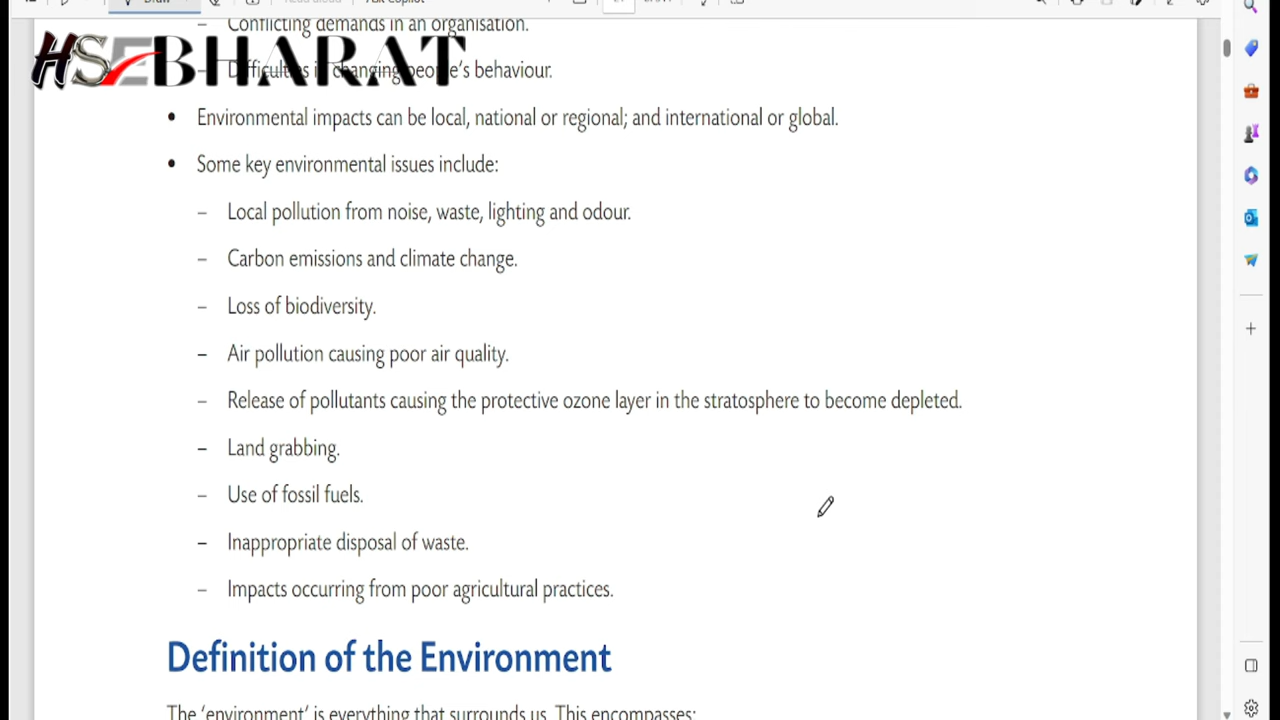 – Conflicting demands in an organisation.
HSEBHARAT
– Difficulties in changing people's behaviour.
• Environmental impacts can be local, national or regional; and international or global.
• Some key environmental issues include:
– Local pollution from noise, waste, lighting and odour.
– Carbon emissions and climate change.
– Loss of biodiversity.
– Air pollution causing poor air quality.
– Release of pollutants causing the protective ozone layer in the stratosphere to become depleted.
– Land grabbing.
– Use of fossil fuels.
– Inappropriate disposal of waste.
– Impacts occurring from poor agricultural practices.
Definition of the Environment
The ‘environment’ is everything that surrounds us. This encompasses: